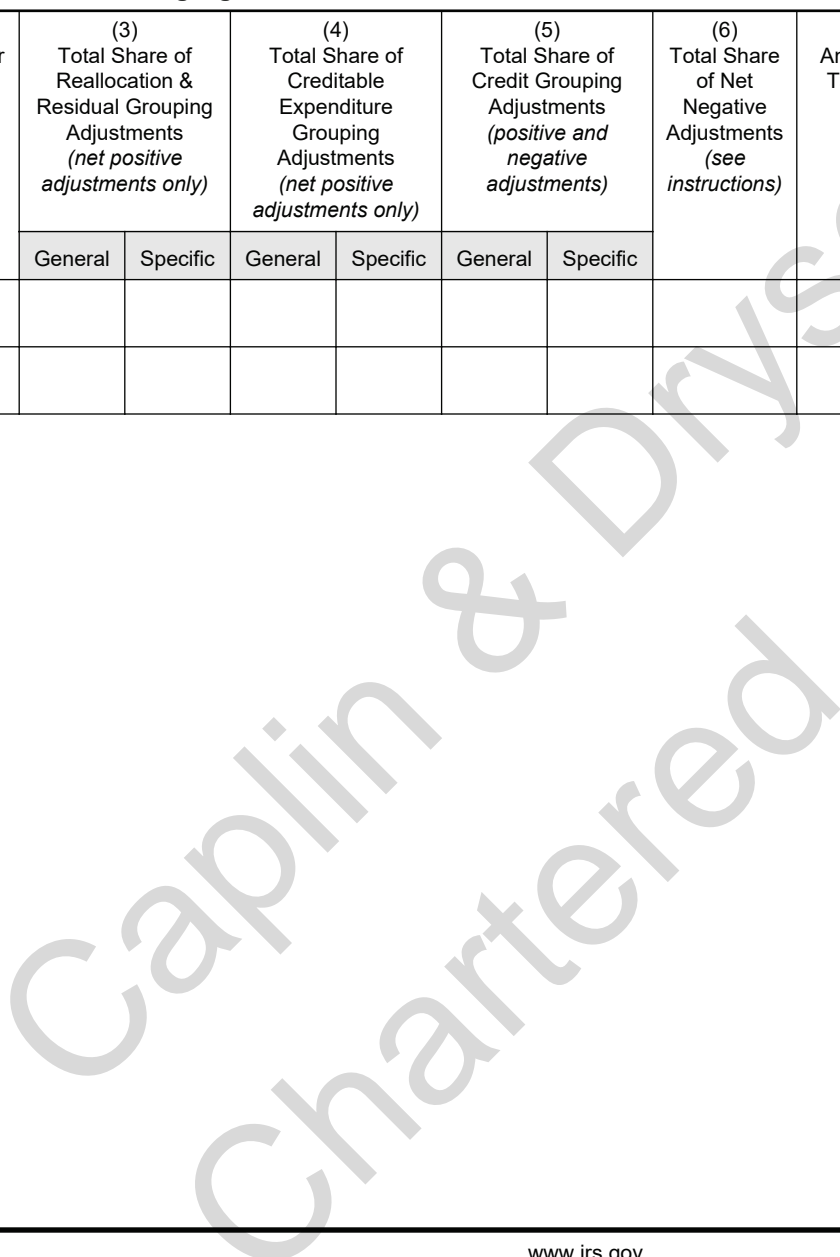 (3)
Total Share of
Reallocation &
Residual Grouping
Adjustments
(net positive
adjustments only)
(4)
Total Share of
Creditable
Expenditure
Grouping
Adjustments
(net positive
adjustments only)
(5)
Total Share of
Credit Grouping
Adjustments
(positive and
negative
adjustments)
(6)
Total Share
of Net
Negative
Adjustments
(see
instructions)
General Specific General Specific General Specific
Caplin & Drys
Chartered
www.irs.gov